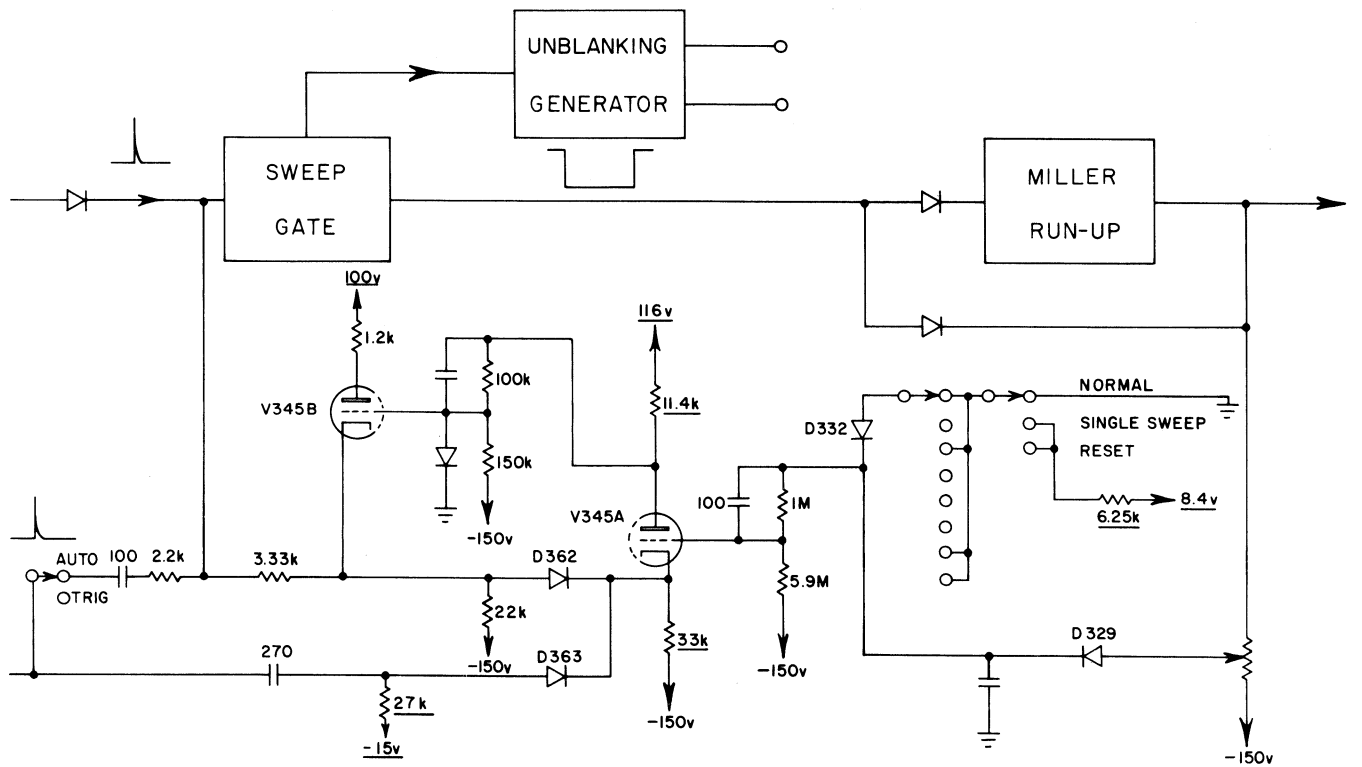 UNBLANKING
GENERATOR
SWEEP
GATE
MILLER
RUN-UP
100v
1.2k
116v
100k
11.4k
V345B
150k
-150v
NORMAL
SINGLE SWEEP
RESET
D332
8.4v
6.25k
100
1M
V345A
5.9M
-150v
AUTO
100
2.2k
3.33k
D362
TRIG
22k
-150v
33k
-150v
D329
270
D363
27k
-15v
-150v